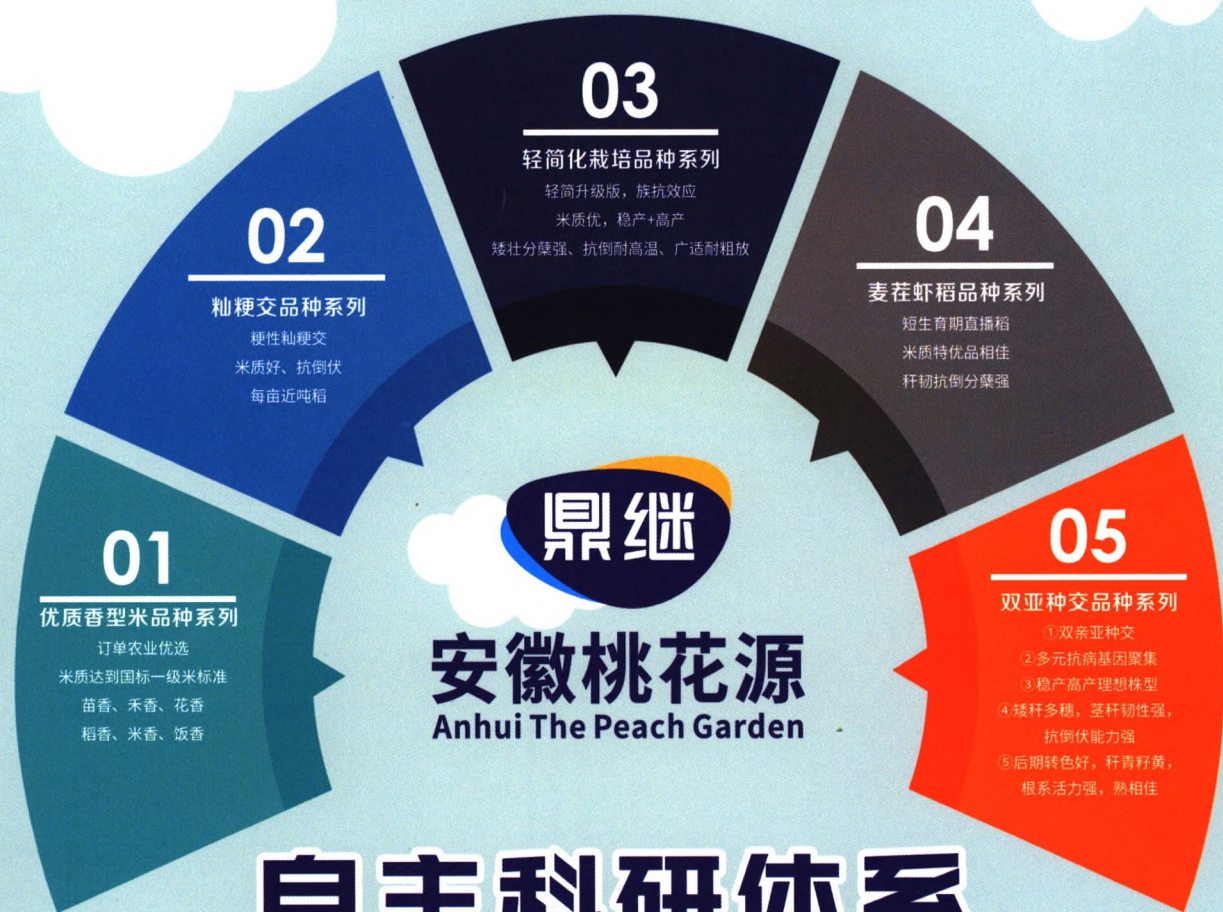 03
轻简化栽培品种系列
轻简升级版，族抗效应
米质优，稳产+高产
矮壮分蘖强、抗倒耐高温、广适耐粗放
02
籼粳交品种系列
粳性籼粳交
米质好、抗倒伏
每亩近吨稻
04
麦茬虾稻品种系列
短生育期直播稻
米质特优品相佳
秆韧抗倒分蘖强
01
优质香型米品种系列
订单农业优选
米质达到国标一级米标准
苗香、禾香、花香
稻香、米香、饭香
05
双亚种交品种系列
①双亲亚种交
②多元抗病基因聚集
③稳产高产理想株型
④矮秆多穗，茎秆韧性强，
抗倒伏能力强
⑤后期转色好，秆青籽黄，
根系活力强，熟相佳
鼎继
安徽桃花源
Anhui The Peach Garden
自主科研体系